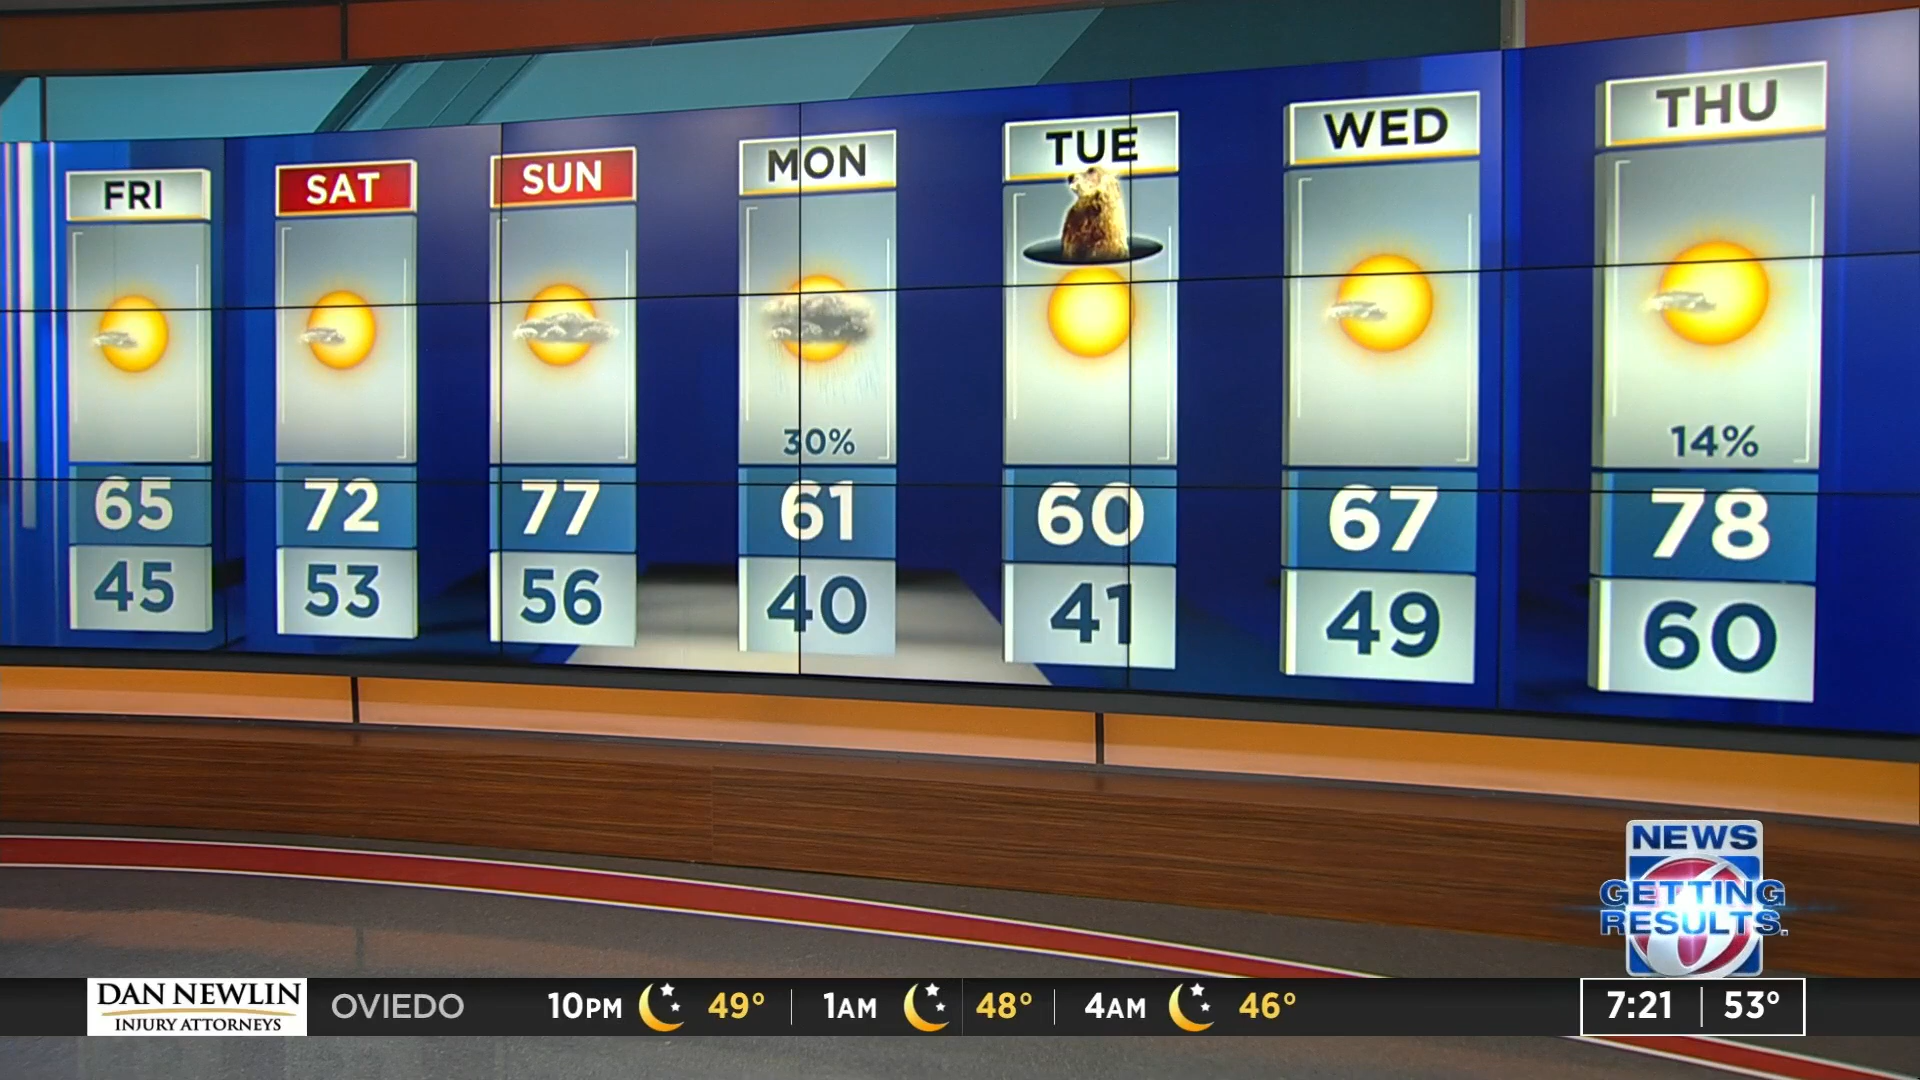 FRI
65
45
SAT
72
53
SUN
77
56
MON
30%
61
40
TUE
60
41
WED
67
49
THU
14%
78
60
NEWS
6
GETTING
RESULTS.
DAN NEWLIN
INJURY ATTORNEYS
OVIEDO
10PM 49° 1AM 48° 4AM 46°
7:21 53°